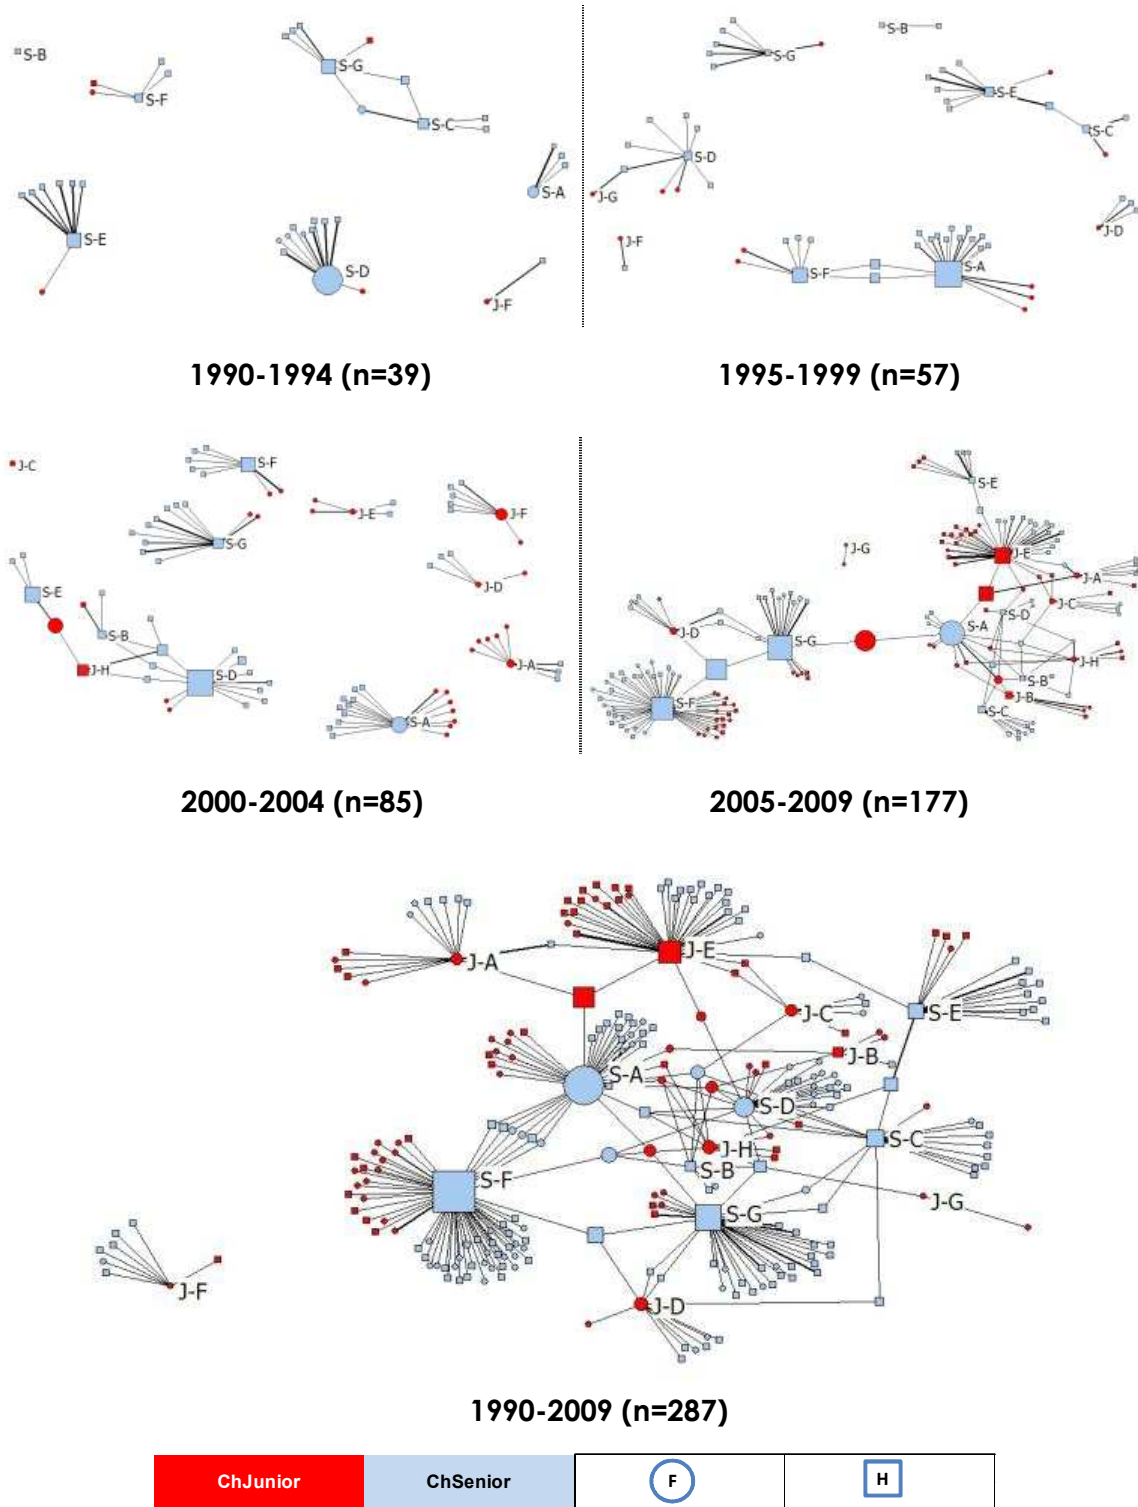 S-B
S-F
S-G
S-C
S-A
S-E
S-D
J-F
1990-1994 (n=39)
S-G
S-B
S-E
S-C
S-D
J-G
J-F
J-D
S-F
S-A
1995-1999 (n=57)
J-C
S-F
J-E
J-F
S-G
J-D
S-E
S-B
J-H
S-D
J-A
S-A
2000-2004 (n=85)
S-E
J-G
J-E
J-A
J-C
S-D
S-A
J-D
S-G
J-H
S-B
J-B
S-F
S-C
2005-2009 (n=177)
J-A
J-E
S-E
J-C
J-B
S-A
S-D
S-C
J-H
S-B
S-F
J-G
S-G
J-F
J-D
1990-2009 (n=287)
ChJunior ChSenior F H